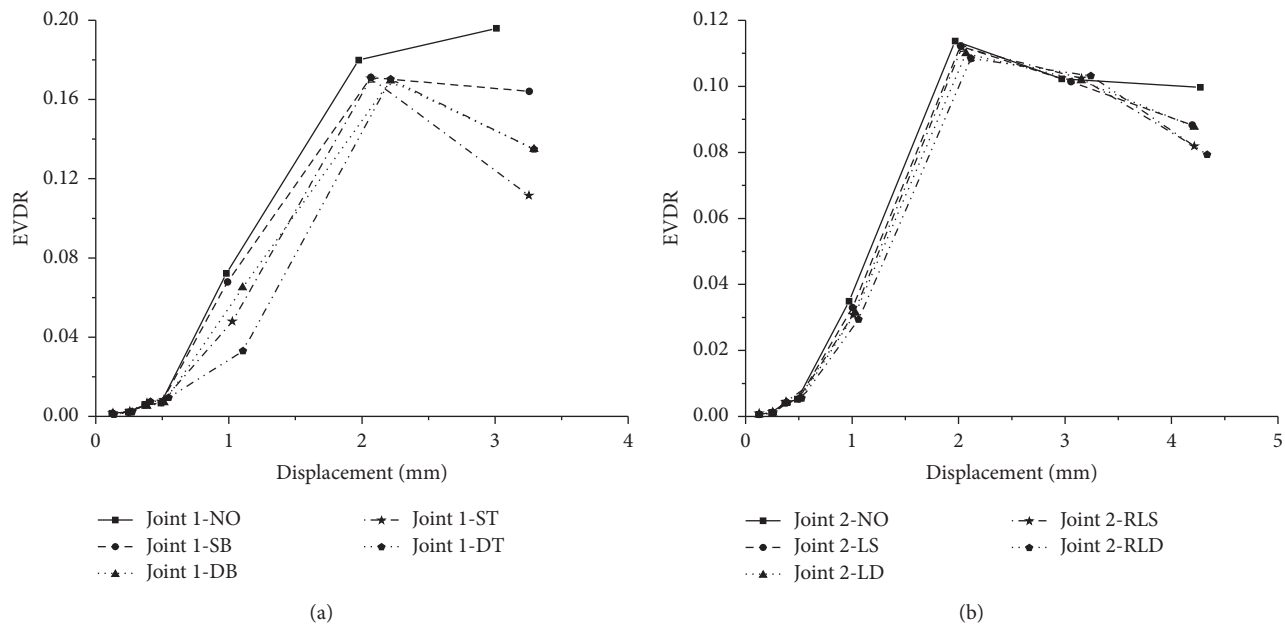 0.20
0.16
0.12
0.08
0.04
0.00
EVDR
0 1 2 3 4
Displacement (mm)
Joint 1-NO
Joint 1-SB
Joint 1-DB
Joint 1-ST
Joint 1-DT
(a)
0.12
0.10
0.08
0.06
0.04
0.02
0.00
EVDR
0 1 2 3 4 5
Displacement (mm)
Joint 2-NO
Joint 2-LS
Joint 2-LD
Joint 2-RLS
Joint 2-RLD
(b)